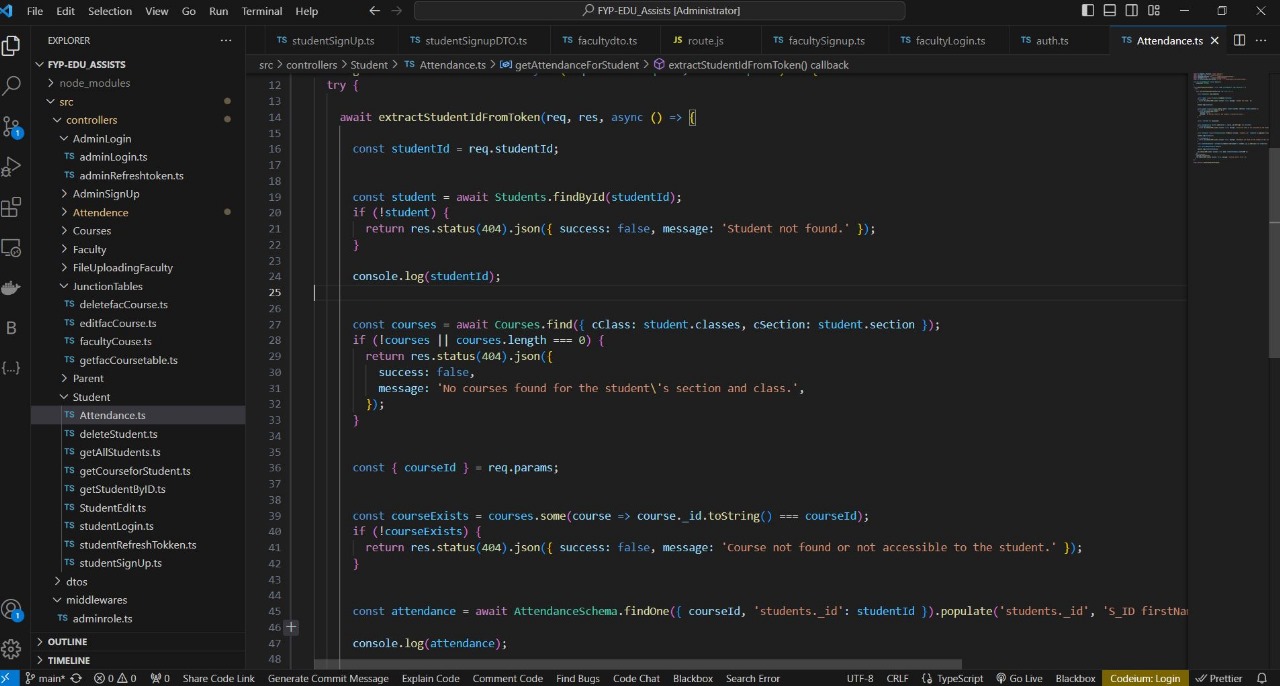 File Edit Selection View Go Run Terminal Help
FYP-EDU_Assists [Administrator]
EXPLORER
TS studentSignUp.ts TS studentSignupDTO.ts TS facultydto.ts JS route.js TS facultySignup.ts TS facultyLogin.ts TS auth.ts TS Attendance.ts
src > controllers > Student > TS Attendance.ts > getAttendanceForStudent > extractStudentIdFromToken() callback
FYP-EDU_ASSISTS
node_modules
src
controllers
AdminLogin
TS adminLogin.ts
TS adminRefreshtoken.ts
AdminSignUp
Attendence
Courses
Faculty
FileUploadingFaculty
JunctionTables
TS deletefacCourse.ts
TS editfacCourse.ts
TS facultyCouse.ts
TS getfacCoursetable.ts
Parent
Student
TS Attendance.ts
TS deleteStudent.ts
TS getAllStudents.ts
TS getCourseforStudent.ts
TS getStudentByID.ts
TS StudentEdit.ts
TS studentLogin.ts
TS studentRefreshTokken.ts
TS studentSignUp.ts
dtos
middlewares
TS adminrole.ts
OUTLINE
TIMELINE
12 try {
13
14 await extractStudentIdFromToken(req, res, async () => {
15
16 const studentId = req.studentId;
17
18
19 const student = await Students.findById(studentId);
20 if (!student) {
21 return res.status(404).json({ success: false, message: 'Student not found.' });
22 }
23
24 console.log(studentId);
25
26
27 const courses = await Courses.find({ cClass: student.classes, cSection: student.section });
28 if (!courses || courses.length === 0) {
29 return res.status(404).json({
30 success: false,
31 message: 'No courses found for the student\'s section and class.',
32 });
33 }
34
35
36 const { courseId } = req.params;
37
38
39 const courseExists = courses.some(course => course._id.toString() === courseId);
40 if (!courseExists) {
41 return res.status(404).json({ success: false, message: 'Course not found or not accessible to the student.' });
42 }
43
44
45 const attendance = await AttendanceSchema.findOne({ courseId, 'students._id': studentId }).populate('students._id', 'S_ID firstNa
46
47 console.log(attendance);
48
main* 0 0 0 Share Code Link Generate Commit Message Explain Code Comment Code Find Bugs Code Chat Blackbox Search Error UTF-8 CRLF {} TypeScript Go Live Blackbox Codeium: Login Prettier